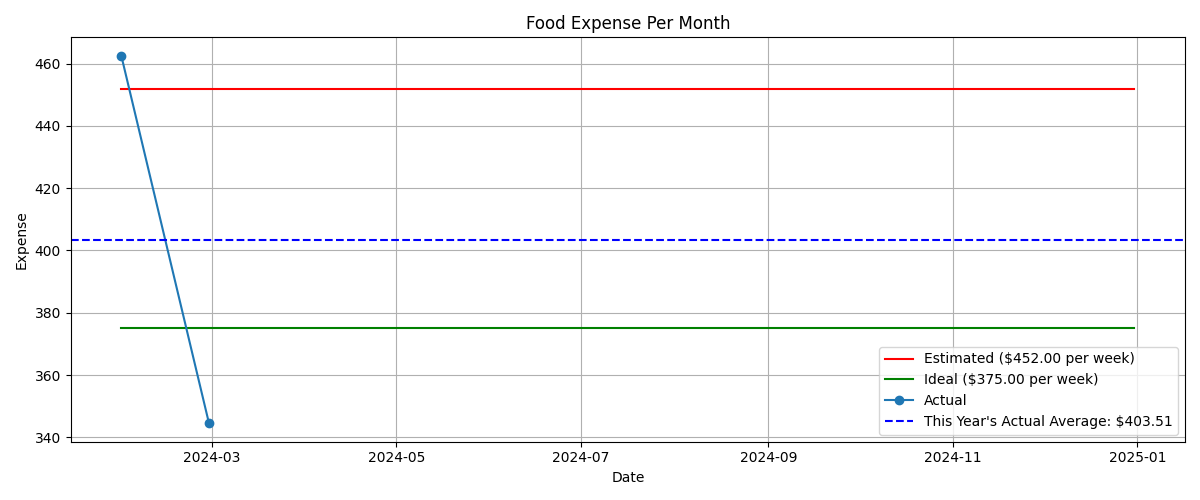 Food Expense Per Month
Expense
460
440
420
400
380
360
340
Estimated ($452.00 per week)
Ideal ($375.00 per week)
Actual
This Year's Actual Average: $403.51
2024-03
2024-05
2024-07
2024-09
2024-11
2025-01
Date